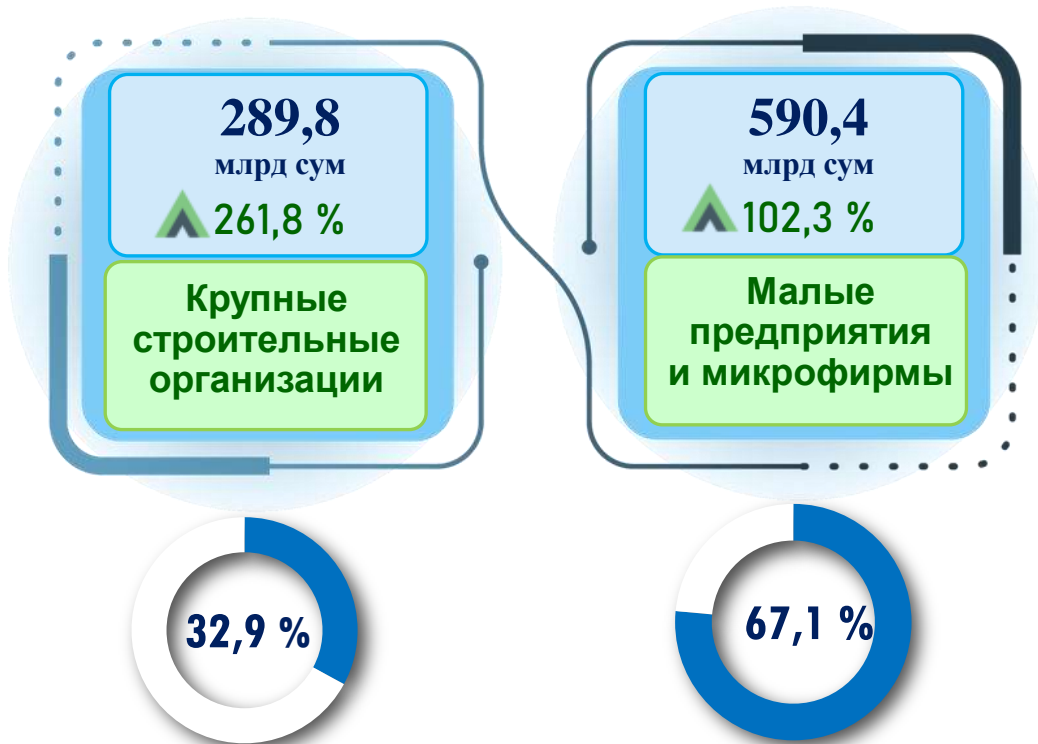 289,8
млрд сум
261,8 %
Крупные
строительные
организации
590,4
млрд сум
102,3 %
Малые
предприятия
и микрофирмы
32,9 %
67,1 %